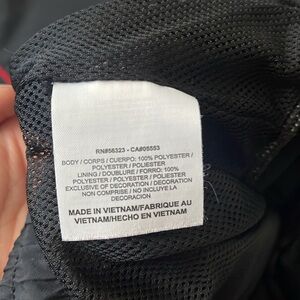 RN#56323 - CA#05553
BODY / CORPS / CUERPO: 100% POLYESTER /
POLYESTER / POLIESTER
LINING / DOUBLURE / FORRO: 100%
POLYESTER / POLYESTER / POLIESTER
EXCLUSIVE OF DECORATION / DECORATION
NON COMPRISE / NO INCLUYE LA
DECORACION
MADE IN VIETNAM/FABRIQUE AU
VIETNAM/HECHO EN VIETNAM